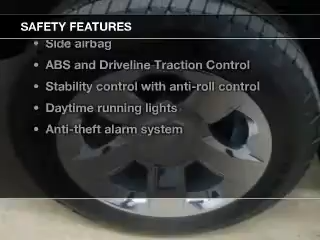 SAFETY FEATURES
• Side airbag
• ABS and Driveline Traction Control
• Stability control with anti-roll control
• Daytime running lights
• Anti-theft alarm system